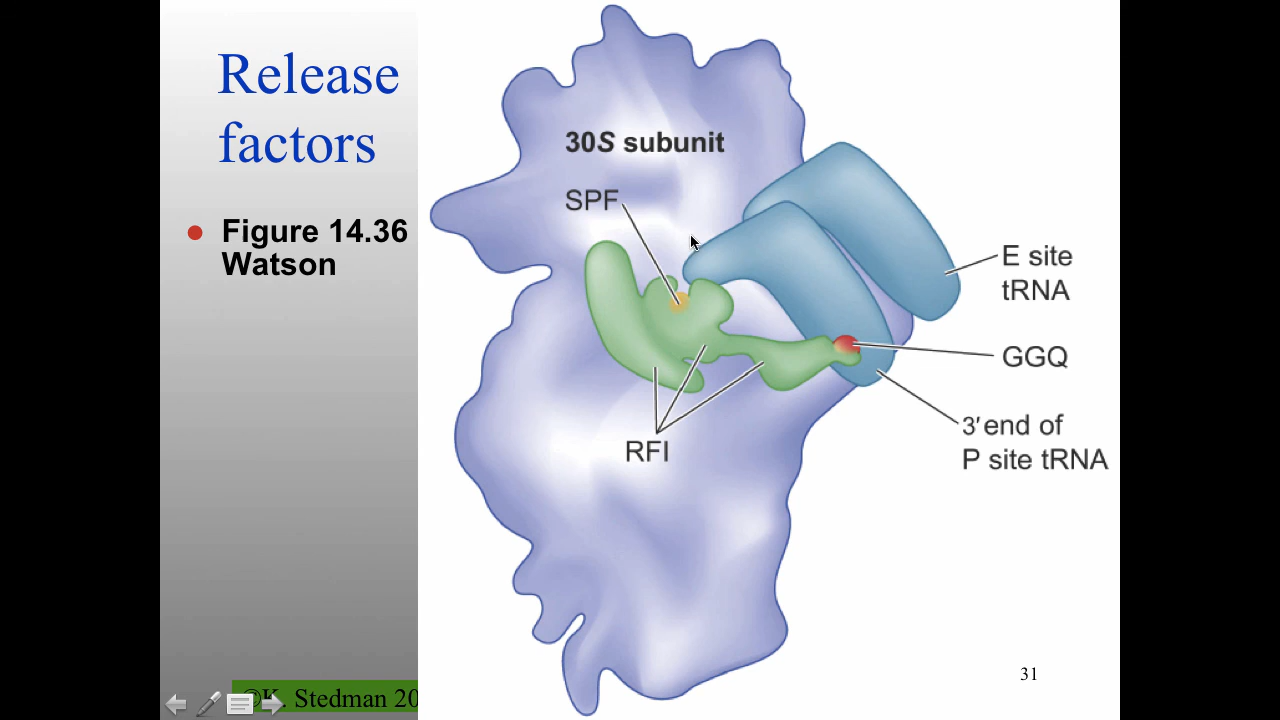 Release
factors
Figure 14.36
Watson
30S subunit
SPF
E site
tRNA
GGQ
3′end of
P site tRNA
RFI
31
©K. Stedman 20